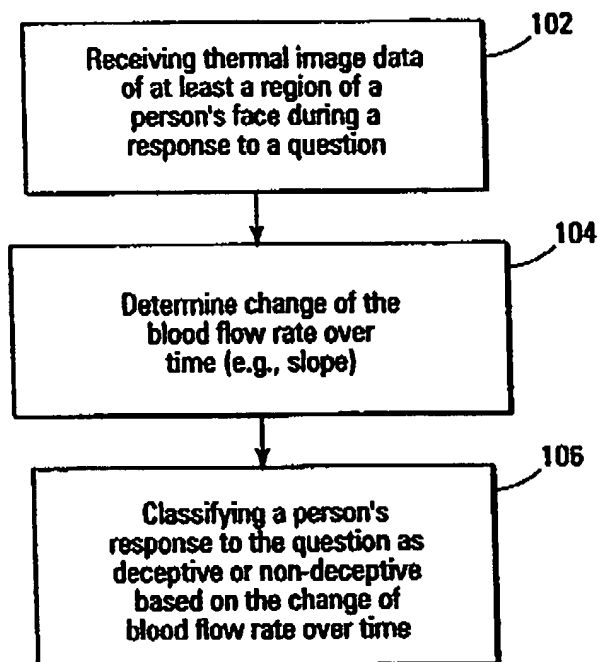 102
Receiving thermal image data
of at least a region of a
person's face during a
response to a question
104
Determine change of the
blood flow rate over
time (e.g., slope)
106
Classifying a person's
response to the question as
deceptive or non-deceptive
based on the change of
blood flow rate over time